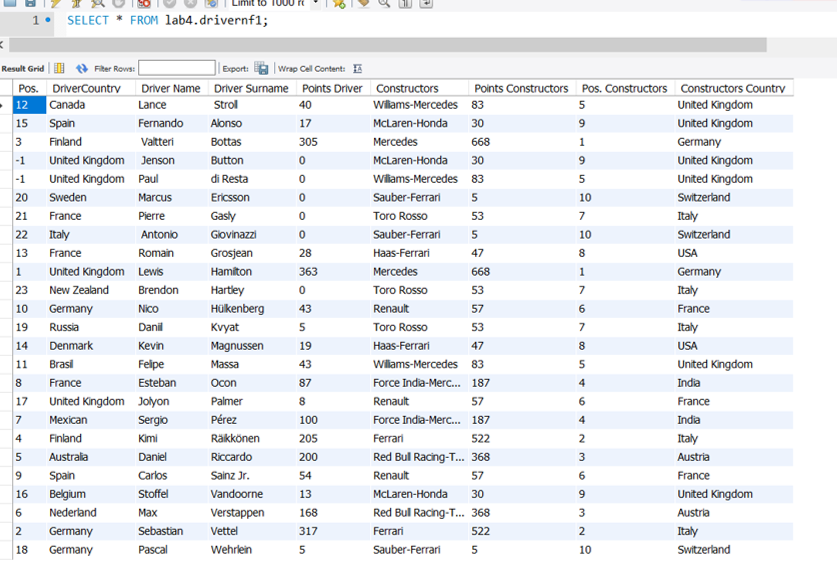 Limit to 1000 ro
1 SELECT * FROM lab4.drivernf1;
Result Grid Filter Rows: Export: Wrap Cell Content: IA
Pos. DriverCountry Driver Name Driver Surname Points Driver Constructors Points Constructors Pos. Constructors Constructors Country
12 Canada Lance Stroll 40 Williams-Mercedes 83 5 United Kingdom
15 Spain Fernando Alonso 17 McLaren-Honda 30 9 United Kingdom
3 Finland Valtteri Bottas 305 Mercedes 668 1 Germany
-1 United Kingdom Jenson Button 0 McLaren-Honda 30 9 United Kingdom
-1 United Kingdom Paul di Resta 0 Williams-Mercedes 83 5 United Kingdom
20 Sweden Marcus Ericsson 0 Sauber-Ferrari 5 10 Switzerland
21 France Pierre Gasly 0 Toro Rosso 53 7 Italy
22 Italy Antonio Giovinazzi 0 Sauber-Ferrari 5 10 Switzerland
13 France Romain Grosjean 28 Haas-Ferrari 47 8 USA
1 United Kingdom Lewis Hamilton 363 Mercedes 668 1 Germany
23 New Zealand Brendon Hartley 0 Toro Rosso 53 7 Italy
10 Germany Nico Hülkenberg 43 Renault 57 6 France
19 Russia Daniil Kvyat 5 Toro Rosso 53 7 Italy
14 Denmark Kevin Magnussen 19 Haas-Ferrari 47 8 USA
11 Brasil Felipe Massa 43 Williams-Mercedes 83 5 United Kingdom
8 France Esteban Ocon 87 Force India-Merc... 187 4 India
17 United Kingdom Jolyon Palmer 8 Renault 57 6 France
7 Mexican Sergio Pérez 100 Force India-Merc... 187 4 India
4 Finland Kimi Räikkönen 205 Ferrari 522 2 Italy
5 Australia Daniel Riccardo 200 Red Bull Racing-T... 368 3 Austria
9 Spain Carlos Sainz Jr. 54 Renault 57 6 France
16 Belgium Stoffel Vandoorne 13 McLaren-Honda 30 9 United Kingdom
6 Nederland Max Verstappen 168 Red Bull Racing-T... 368 3 Austria
2 Germany Sebastian Vettel 317 Ferrari 522 2 Italy
18 Germany Pascal Wehrlein 5 Sauber-Ferrari 5 10 Switzerland